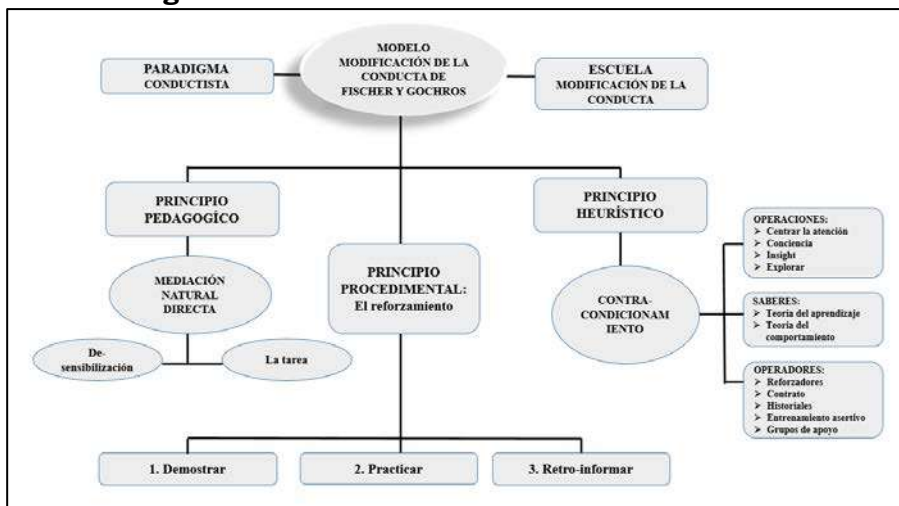 MODELO
MODIFICACIÓN DE LA
CONDUCTA DE
FISCHER Y GOCHROS
PARADIGMA
CONDUCTISTA
ESCUELA
MODIFICACIÓN DE LA
CONDUCTA
PRINCIPIO
PEDAGOGÍCO
MEDIACIÓN
NATURAL
DIRECTA
De-
sensibilización
La tarea
PRINCIPIO
PROCEDIMENTAL:
El reforzamiento
1. Demostrar
2. Practicar
3. Retro-informar
PRINCIPIO
HEURÍSTICO
CONTRA-
CONDICIONAM
IENTO
OPERACIONES:
➤ Centrar la atención
➤ Conciencia
➤ Insight
➤ Explorar
SABERES:
➤ Teoría del aprendizaje
➤ Teoría del
comportamiento
OPERADORES:
➤ Reforzadores
➤ Contrato
➤ Historiales
➤ Entrenamiento asertivo
➤ Grupos de apoyo